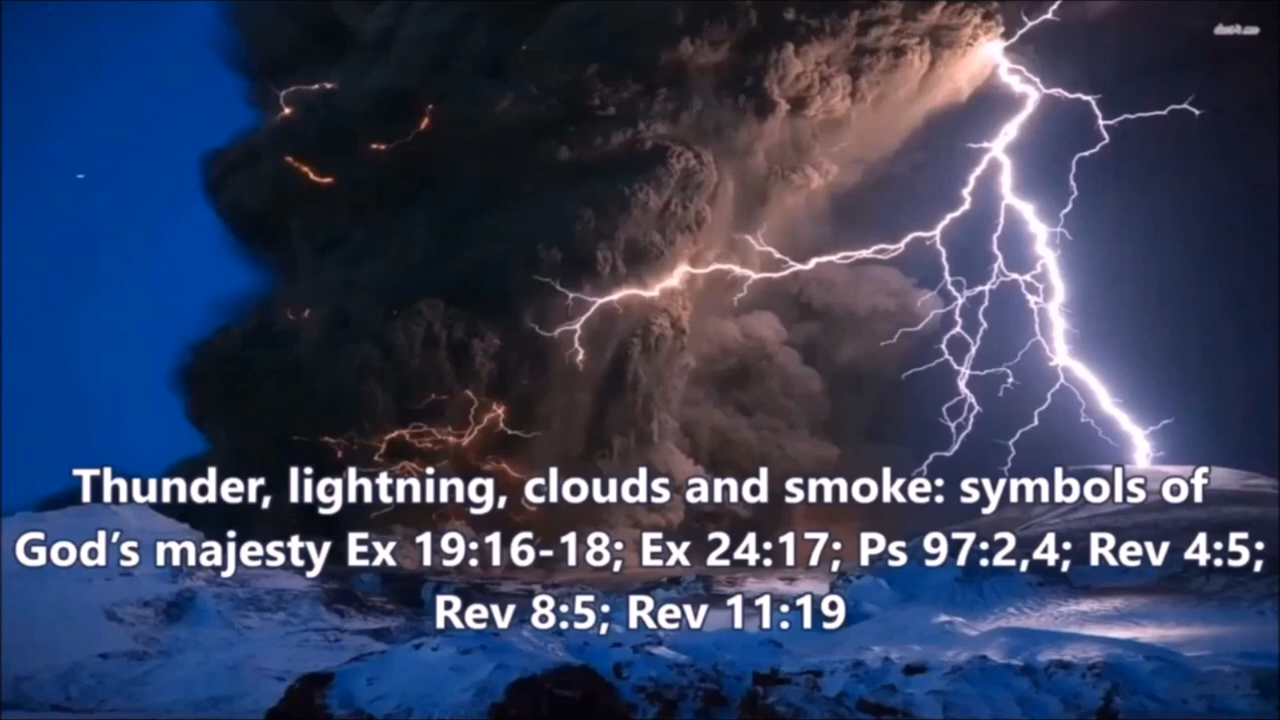 Thunder, lightning, clouds and smoke: symbols of
God’s majesty Ex 19:16-18; Ex 24:17; Ps 97:2,4; Rev 4:5;
Rev 8:5; Rev 11:19